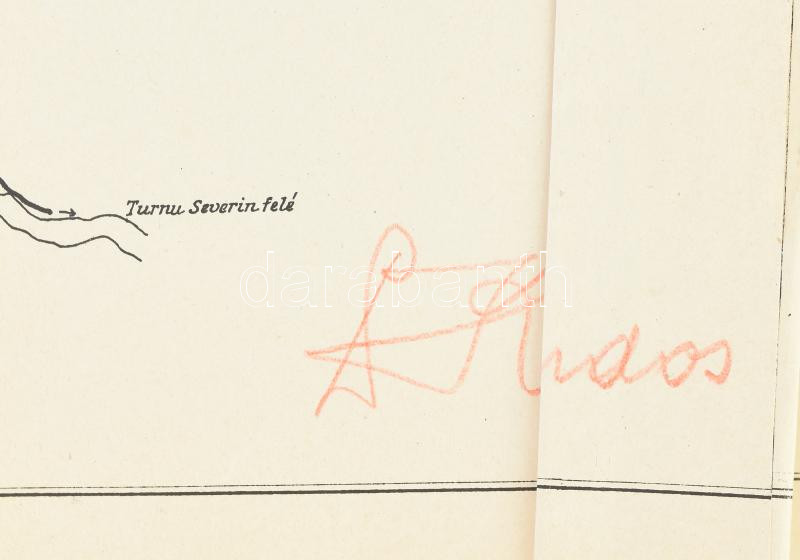 Turnu Severin felé
darabanth